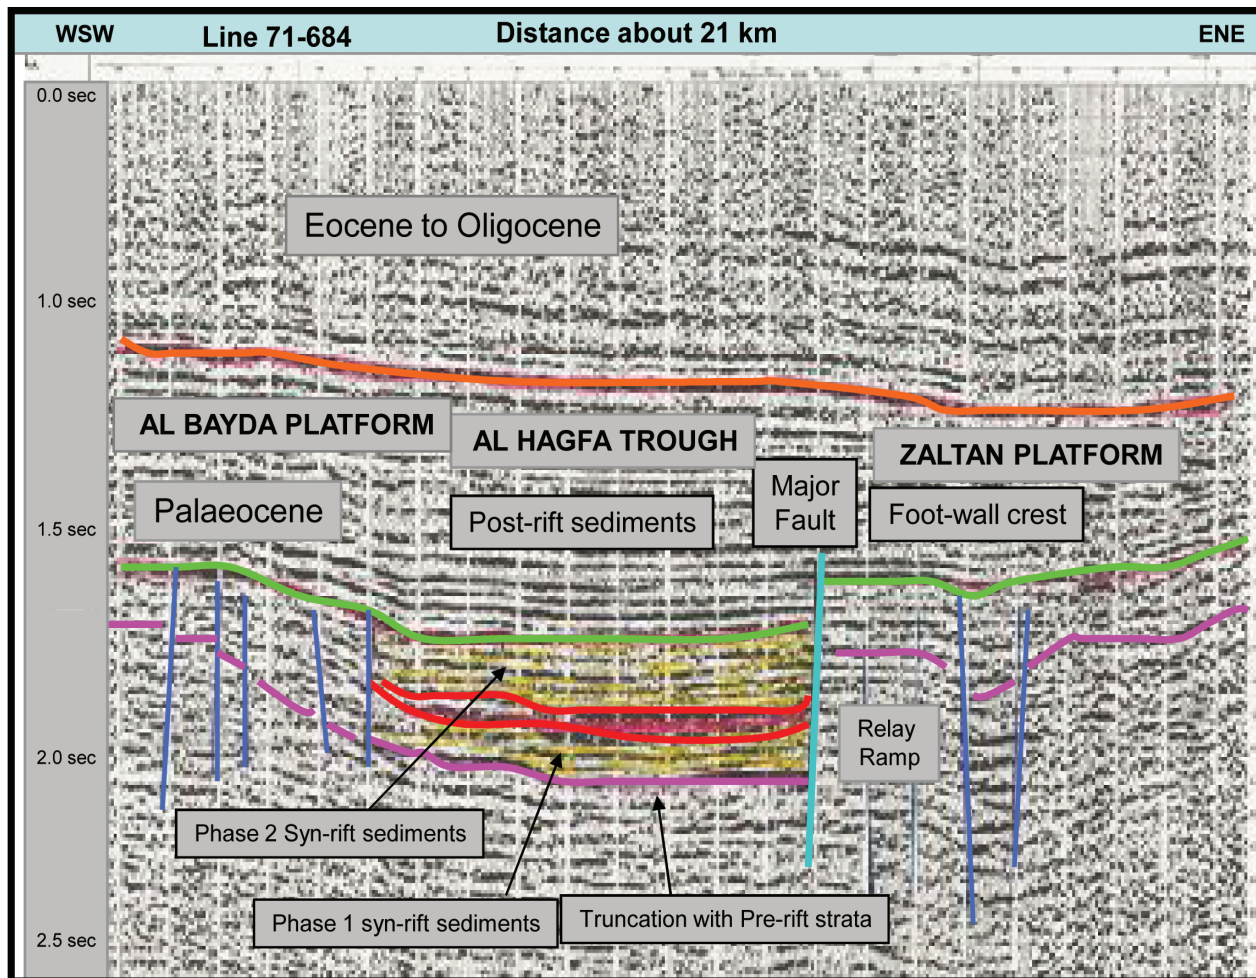 WSW
Line 71-684
Distance about 21 km
ENE
0.0 sec
Eocene to Oligocene
1.0 sec
AL BAYDA PLATFORM
AL HAGFA TROUGH
ZALTAN PLATFORM
Major
Fault
Palaeocene
Post-rift sediments
Foot-wall crest
1.5 sec
Relay
Ramp
2.0 sec
Phase 2 Syn-rift sediments
Phase 1 syn-rift sediments
Truncation with Pre-rift strata
2.5 sec